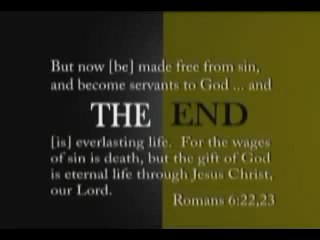 But now [be] made free from sin,
and become servants to God ... and
THE END
[is] everlasting life. For the wages
of sin is death, but the gift of God
is eternal life through Jesus Christ,
our Lord.
Romans 6:22,23